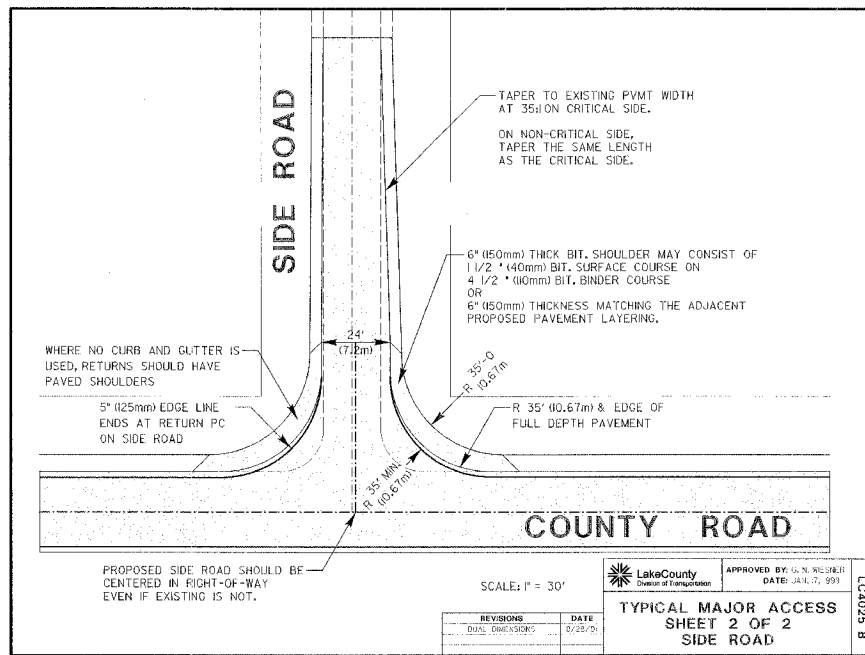 TAPER TO EXISTING PVMT WIDTH
AT 35:1 ON CRITICAL SIDE.
ON NON-CRITICAL SIDE,
TAPER THE SAME LENGTH
AS THE CRITICAL SIDE.
SIDE ROAD
6" (150mm) THICK BIT. SHOULDER MAY CONSIST OF
1 1/2 " (40mm) BIT. SURFACE COURSE ON
4 1/2 " (110mm) BIT. BINDER COURSE
OR
6" (150mm) THICKNESS MATCHING THE ADJACENT
PROPOSED PAVEMENT LAYERING.
24'
(7.2m)
WHERE NO CURB AND GUTTER IS
USED, RETURNS SHOULD HAVE
PAVED SHOULDERS
R 35'-0
10.67m
5" (125mm) EDGE LINE
ENDS AT RETURN PC
ON SIDE ROAD
R 35' (10.67m) & EDGE OF
FULL DEPTH PAVEMENT
R 35' MIN.
(10.67m)
COUNTY ROAD
PROPOSED SIDE ROAD SHOULD BE
CENTERED IN RIGHT-OF-WAY
EVEN IF EXISTING IS NOT.
SCALE: 1" = 30'
LakeCounty
Division of Transportation
APPROVED BY: G. N. WESNER
DATE: JAN. 7, 1999
TYPICAL MAJOR ACCESS
SHEET 2 OF 2
SIDE ROAD
REVISIONS DATE
DUAL DIMENSIONS
LC4025 B